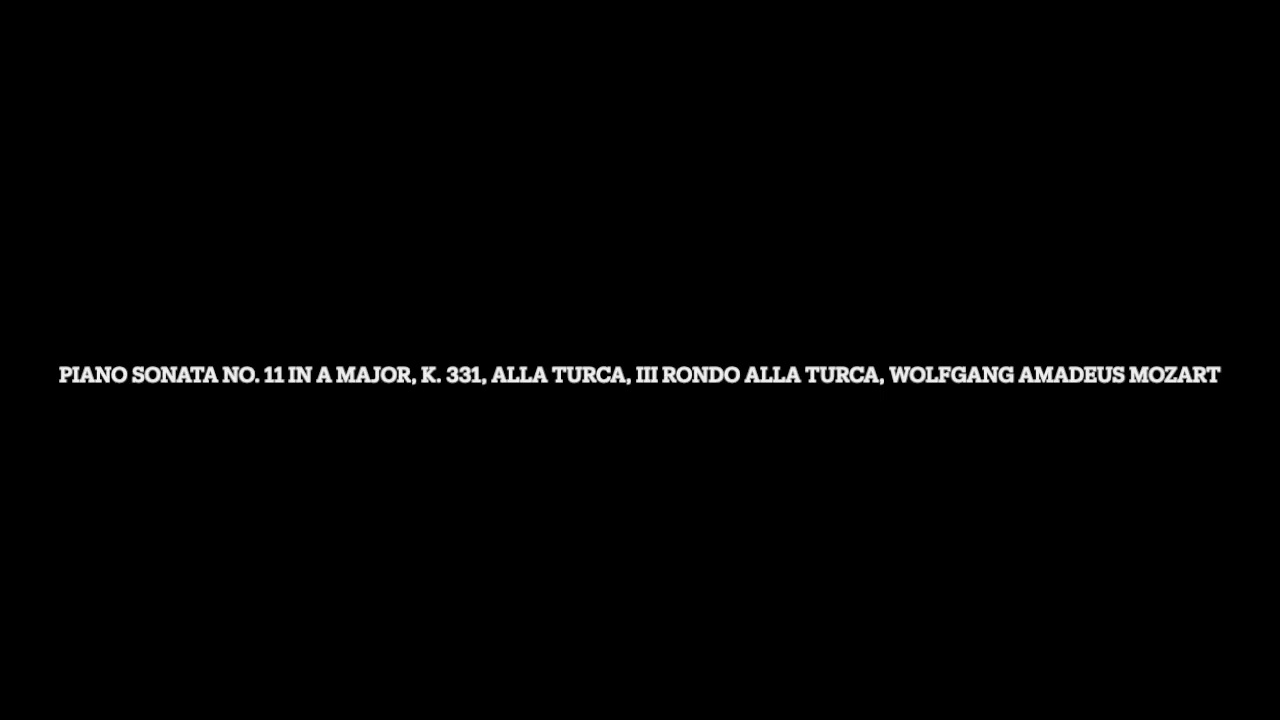 PIANO SONATA NO. 11 IN A MAJOR, K. 331, ALLA TURCA, III RONDO ALLA TURCA, WOLFGANG AMADEUS MOZART